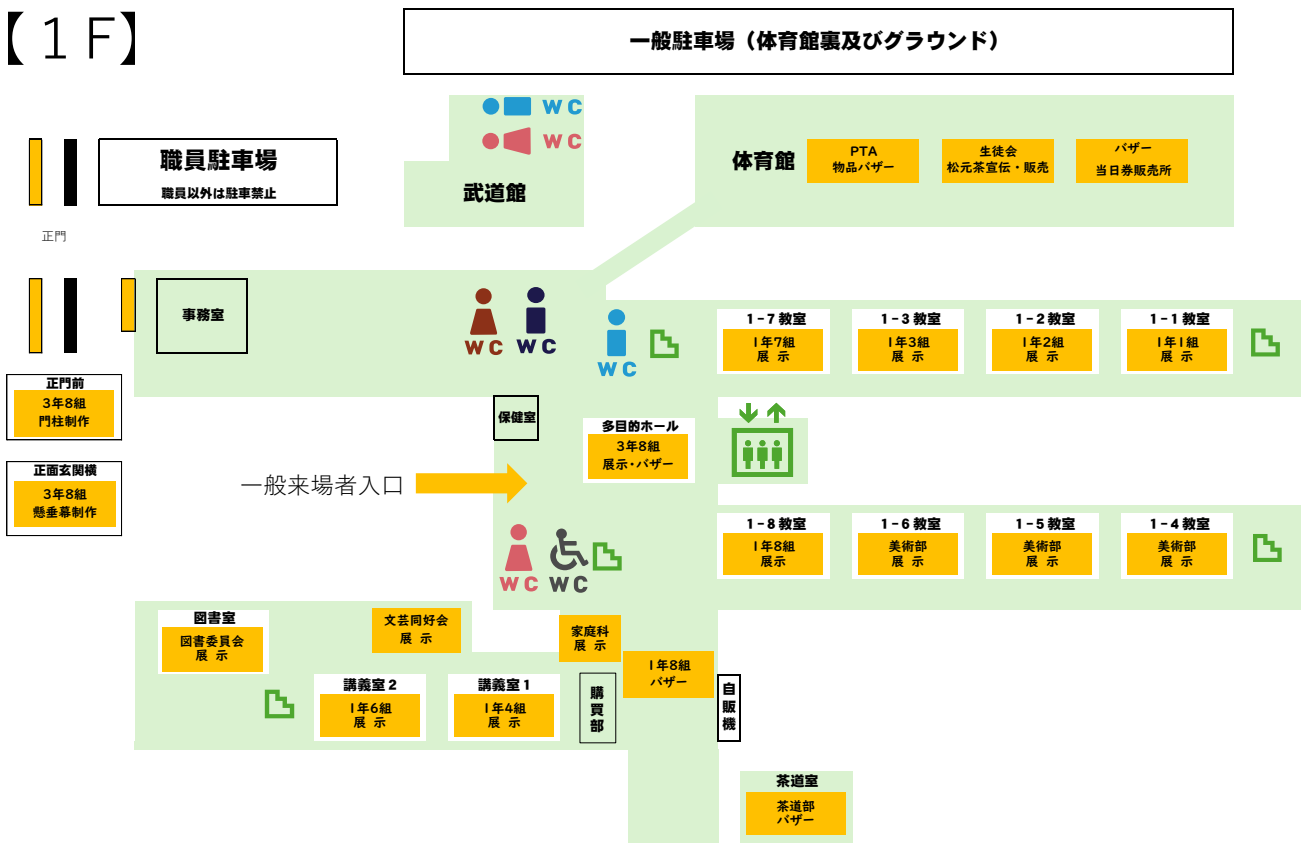 【１Ｆ】
一般駐車場（体育館裏及びグラウンド）
WC
WC
武道館
職員駐車場
職員以外は駐車禁止
体育館
PTA
物品バザー
生徒会
松元茶宣伝・販売
バザー
当日券販売所
正門
事務室
WC
WC
WC
1-7教室
1年7組
展 示
1-3教室
1年3組
展 示
1-2教室
1年2組
展 示
1-1教室
1年1組
展 示
正門前
3年8組
門柱制作
保健室
多目的ホール
3年8組
展示・バザー
正面玄関横
3年8組
懸垂幕制作
一般来場者入口
WC
WC
1-8教室
1年8組
展示
1-6教室
美術部
展 示
1-5教室
美術部
展 示
1-4教室
美術部
展 示
図書室
図書委員会
展 示
文芸同好会
展 示
家庭科
展 示
1年8組
バザー
講義室2
1年6組
展 示
講義室1
1年4組
展 示
購買部
自販機
茶道室
茶道部
バザー